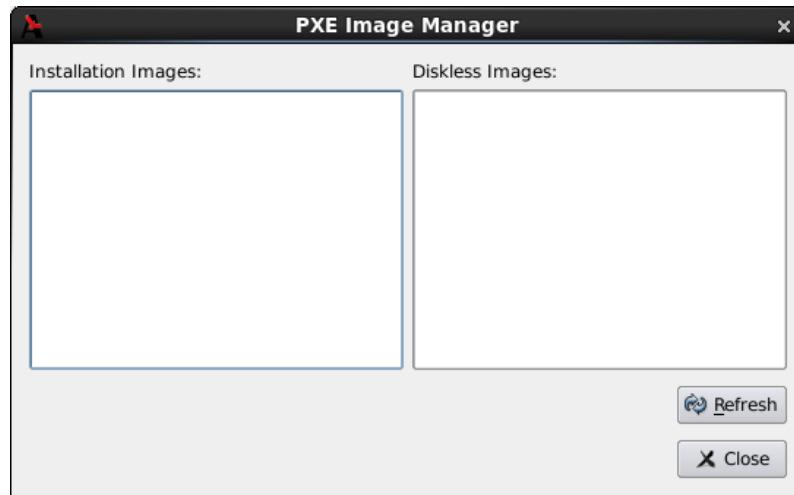 PXE Image Manager
Installation Images:
Diskless Images:
Refresh
Close